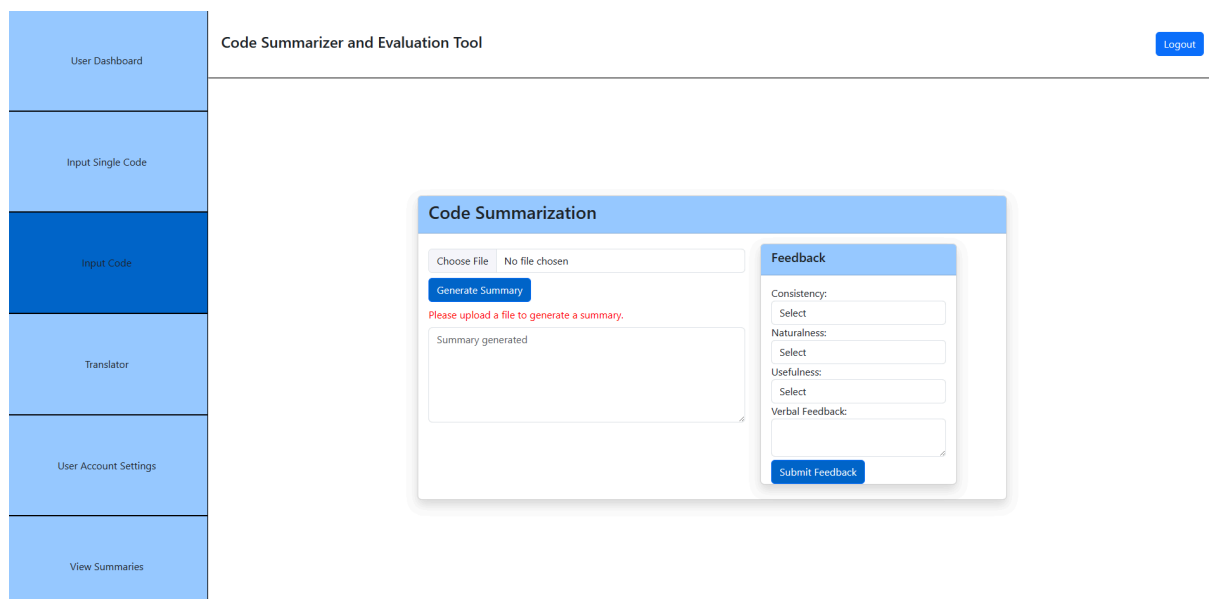 User Dashboard
Input Single Code
Input Code
Translator
User Account Settings
View Summaries
Code Summarizer and Evaluation Tool
Logout
Code Summarization
Choose File No file chosen
Generate Summary
Please upload a file to generate a summary.
Summary generated
Feedback
Consistency:
Select
Naturalness:
Select
Usefulness:
Select
Verbal Feedback:
Submit Feedback